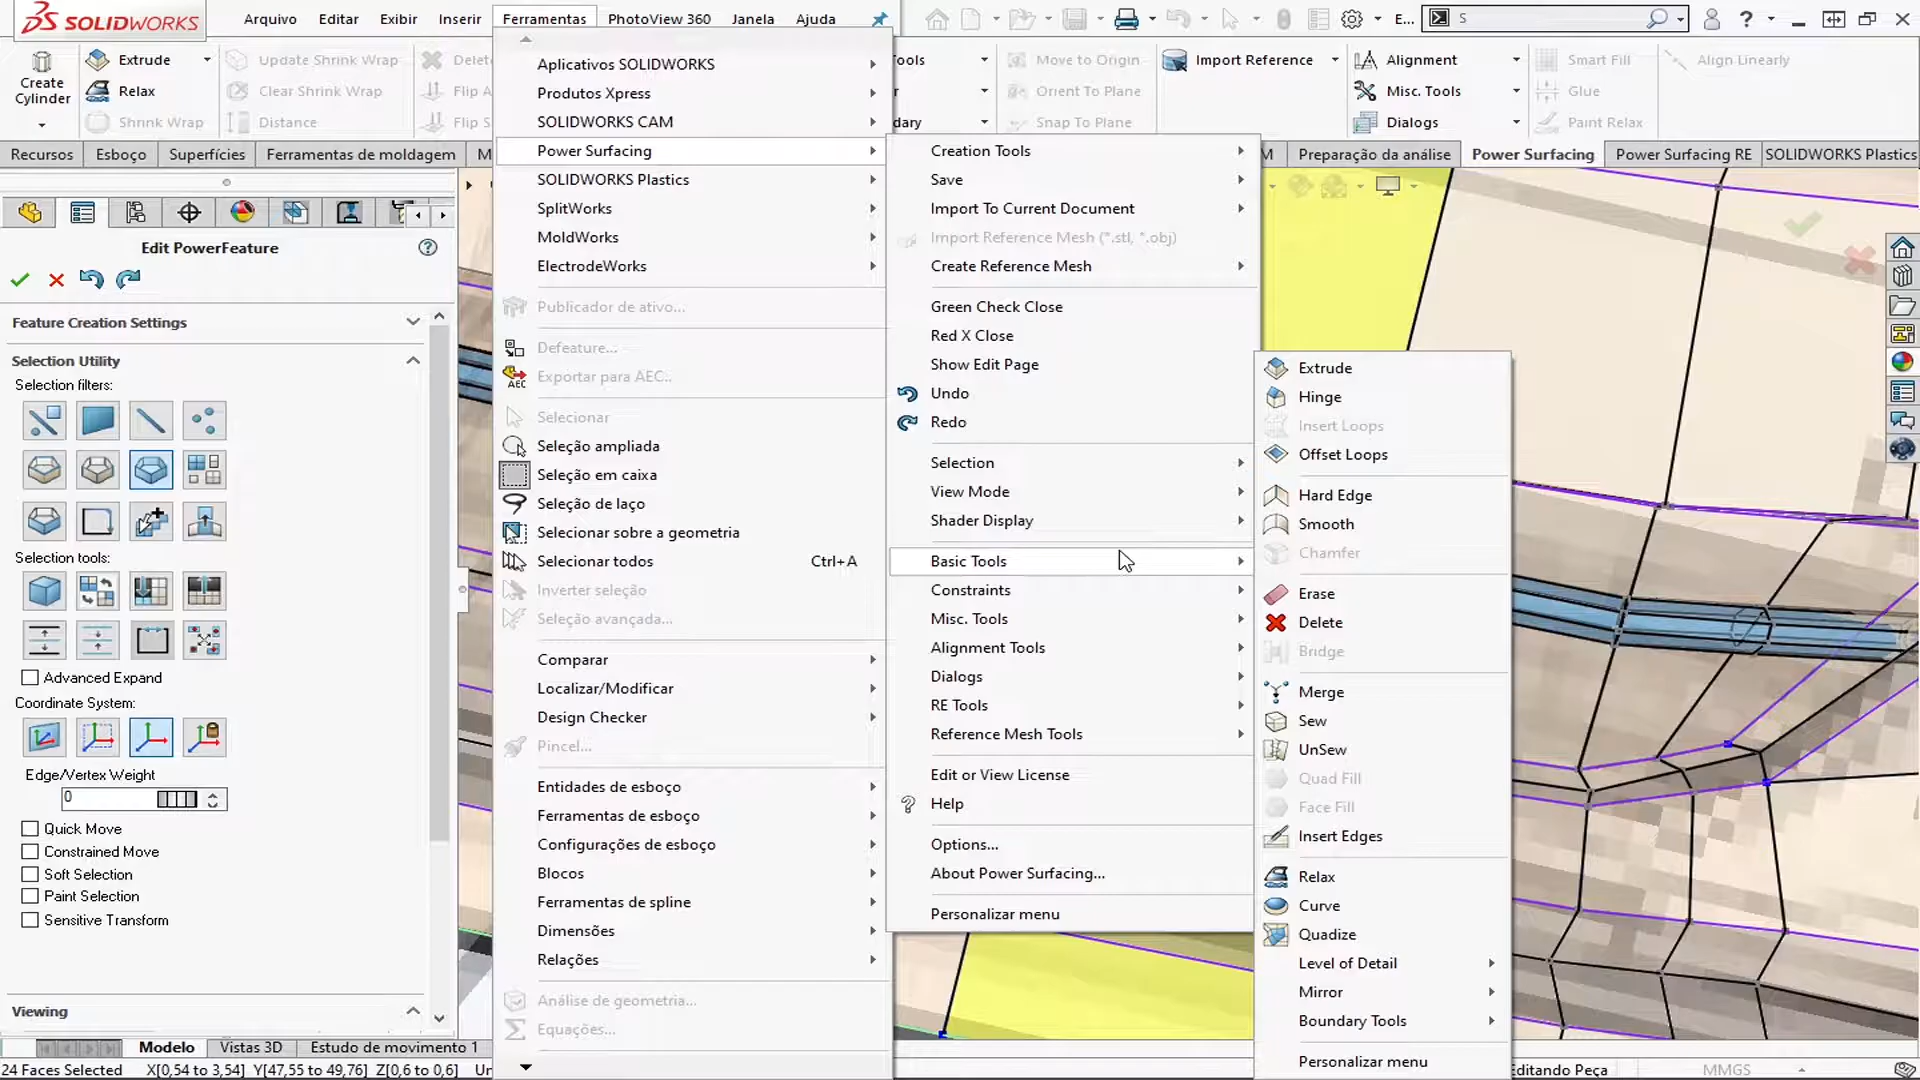 SOLIDWORKS
Arquivo Editar Exibir Inserir Ferramentas PhotoView 360 Janela Ajuda
E...
S
Create Cylinder
Extrude
Relax
Shrink Wrap
Update Shrink Wrap
Clear Shrink Wrap
Distance
Delet
Flip A
Flip S
ools
r
dary
Move to Origin
Orient To Plane
Snap To Plane
Import Reference
Alignment
Misc. Tools
Dialogs
Smart Fill
Glue
Paint Relax
Align Linearly
Recursos Esboço Superfícies Ferramentas de moldagem M
M Preparação da análise Power Surfacing Power Surfacing RE SOLIDWORKS Plastics
Edit PowerFeature
Feature Creation Settings
Selection Utility
Selection filters:
Selection tools:
Advanced Expand
Coordinate System:
Edge/Vertex Weight
0
Quick Move
Constrained Move
Soft Selection
Paint Selection
Sensitive Transform
Viewing
Aplicativos SOLIDWORKS
Produtos Xpress
SOLIDWORKS CAM
Power Surfacing
SOLIDWORKS Plastics
SplitWorks
MoldWorks
ElectrodeWorks
Publicador de ativo...
Defeature...
AEC Exportar para AEC..
Selecionar
Seleção ampliada
Seleção em caixa
Seleção de laço
Selecionar sobre a geometria
Selecionar todos Ctrl+A
Inverter seleção
Seleção avançada...
Comparar
Localizar/Modificar
Design Checker
Pincel...
Entidades de esboço
Ferramentas de esboço
Configurações de esboço
Blocos
Ferramentas de spline
Dimensões
Relações
Análise de geometria...
Equações...
Creation Tools
Save
Import To Current Document
Import Reference Mesh (*.stl, *.obj)
Create Reference Mesh
Green Check Close
Red X Close
Show Edit Page
Undo
Redo
Selection
View Mode
Shader Display
Basic Tools
Constraints
Misc. Tools
Alignment Tools
Dialogs
RE Tools
Reference Mesh Tools
Edit or View License
Help
Options...
About Power Surfacing...
Personalizar menu
Extrude
Hinge
Insert Loops
Offset Loops
Hard Edge
Smooth
Chamfer
Erase
Delete
Bridge
Merge
Sew
UnSew
Quad Fill
Face Fill
Insert Edges
Relax
Curve
Quadize
Level of Detail
Mirror
Boundary Tools
Personalizar menu
Modelo Vistas 3D Estudo de movimento 1
24 Faces Selected X[0,54 to 3,54] Y[47,55 to 49,76] Z[0,6 to 0,6] Un
Editando Peça MMGS